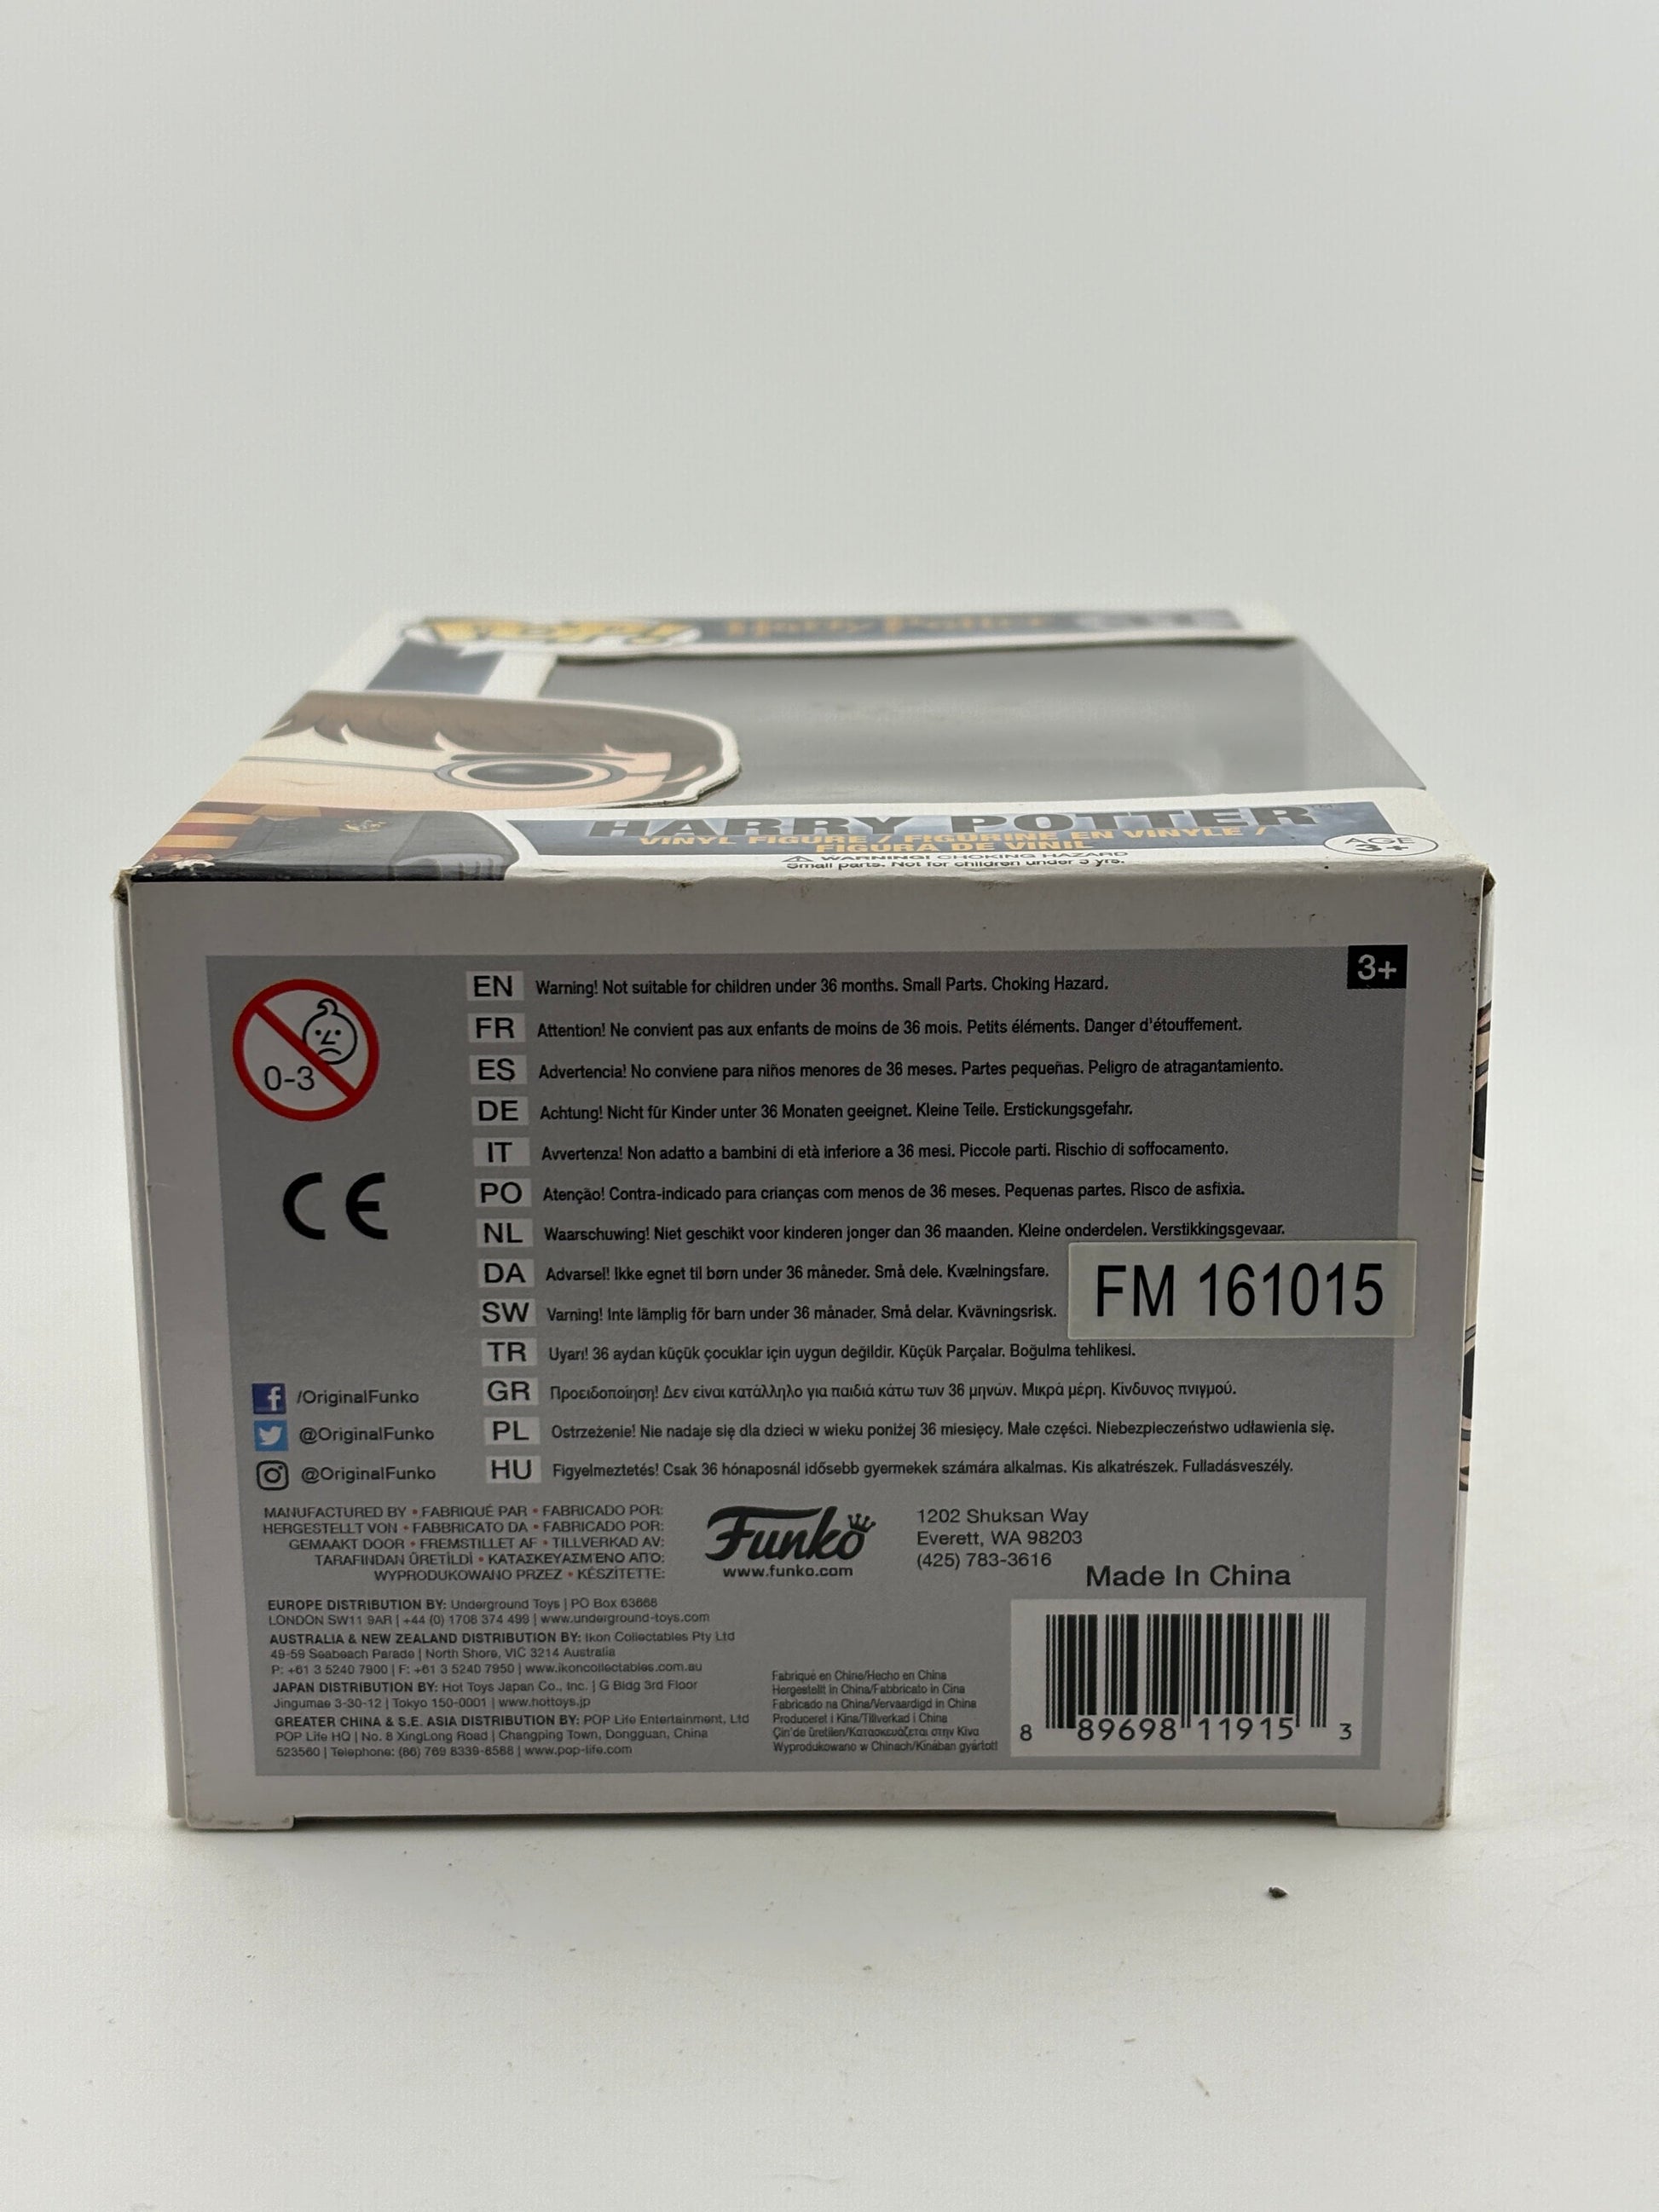 POP!
Harry Potter
HARRY POTTER™
VINYL FIGURE / FIGURINE EN VINYLE /
FIGURA DE VINIL
⚠ WARNING! CHOKING HAZARD
Small parts. Not for children under 3 yrs.
AGE
3+
3+
0-3
CE
EN Warning! Not suitable for children under 36 months. Small Parts. Choking Hazard.
FR Attention! Ne convient pas aux enfants de moins de 36 mois. Petits éléments. Danger d'étouffement.
ES Advertencia! No conviene para niños menores de 36 meses. Partes pequeñas. Peligro de atragantamiento.
DE Achtung! Nicht für Kinder unter 36 Monaten geeignet. Kleine Teile. Erstickungsgefahr.
IT Avvertenza! Non adatto a bambini di età inferiore a 36 mesi. Piccole parti. Rischio di soffocamento.
PO Atenção! Contra-indicado para crianças com menos de 36 meses. Pequenas partes. Risco de asfixia.
NL Waarschuwing! Niet geschikt voor kinderen jonger dan 36 maanden. Kleine onderdelen. Verstikkingsgevaar.
DA Advarsel! Ikke egnet til børn under 36 måneder. Små dele. Kvælningsfare.
SW Varning! Inte lämplig för barn under 36 månader. Små delar. Kvävningsrisk.
FM 161015
TR Uyarı! 36 aydan küçük çocuklar için uygun değildir. Küçük Parçalar. Boğulma tehlikesi.
GR Προειδοποίηση! Δεν είναι κατάλληλο για παιδιά κάτω των 36 μηνών. Μικρά μέρη. Κίνδυνος πνιγμού.
PL Ostrzeżenie! Nie nadaje się dla dzieci w wieku poniżej 36 miesięcy. Małe części. Niebezpieczeństwo udławienia się.
HU Figyelmeztetés! Csak 36 hónaposnál idősebb gyermekek számára alkalmas. Kis alkatrészek. Fulladásveszély.
/OriginalFunko
@OriginalFunko
@OriginalFunko
MANUFACTURED BY • FABRIQUÉ PAR • FABRICADO POR:
HERGESTELLT VON • FABBRICATO DA • FABRICADO POR:
GEMAAKT DOOR • FREMSTILLET AF • TILLVERKAD AV:
TARAFINDAN ÜRETİLDİ • ΚΑΤΑΣΚΕΥΑΣΜΈΝΟ ΑΠΌ:
WYPRODUKOWANO PRZEZ • KÉSZÍTETTE:
Funko
www.funko.com
1202 Shuksan Way
Everett, WA 98203
(425) 783-3616
Made In China
EUROPE DISTRIBUTION BY: Underground Toys | PO Box 63668
LONDON SW11 9AR | +44 (0) 1708 374 499 | www.underground-toys.com
AUSTRALIA & NEW ZEALAND DISTRIBUTION BY: Ikon Collectables Pty Ltd
49-59 Seabeach Parade | North Shore, VIC 3214 Australia
P: +61 3 5240 7900 | F: +61 3 5240 7950 | www.ikoncollectables.com.au
JAPAN DISTRIBUTION BY: Hot Toys Japan Co., Inc. | G Bldg 3rd Floor
Jingumae 3-30-12 | Tokyo 150-0001 | www.hottoys.jp
GREATER CHINA & S.E. ASIA DISTRIBUTION BY: POP Life Entertainment, Ltd
POP Life HQ | No. 8 XingLong Road | Changping Town, Dongguan, China
523560 | Telephone: (86) 769 8339-8588 | www.pop-life.com
Fabriqué en Chine/Hecho en China
Hergestellt in China/Fabbricato in Cina
Fabricado na China/Vervaardigd in China
Produceret i Kina/Tillverkad i China
Çin'de Üretilen/Κατασκευάζεται στην Κίνα
Wyprodukowano w Chinach/Kínában gyártott
8 89698 11915 3